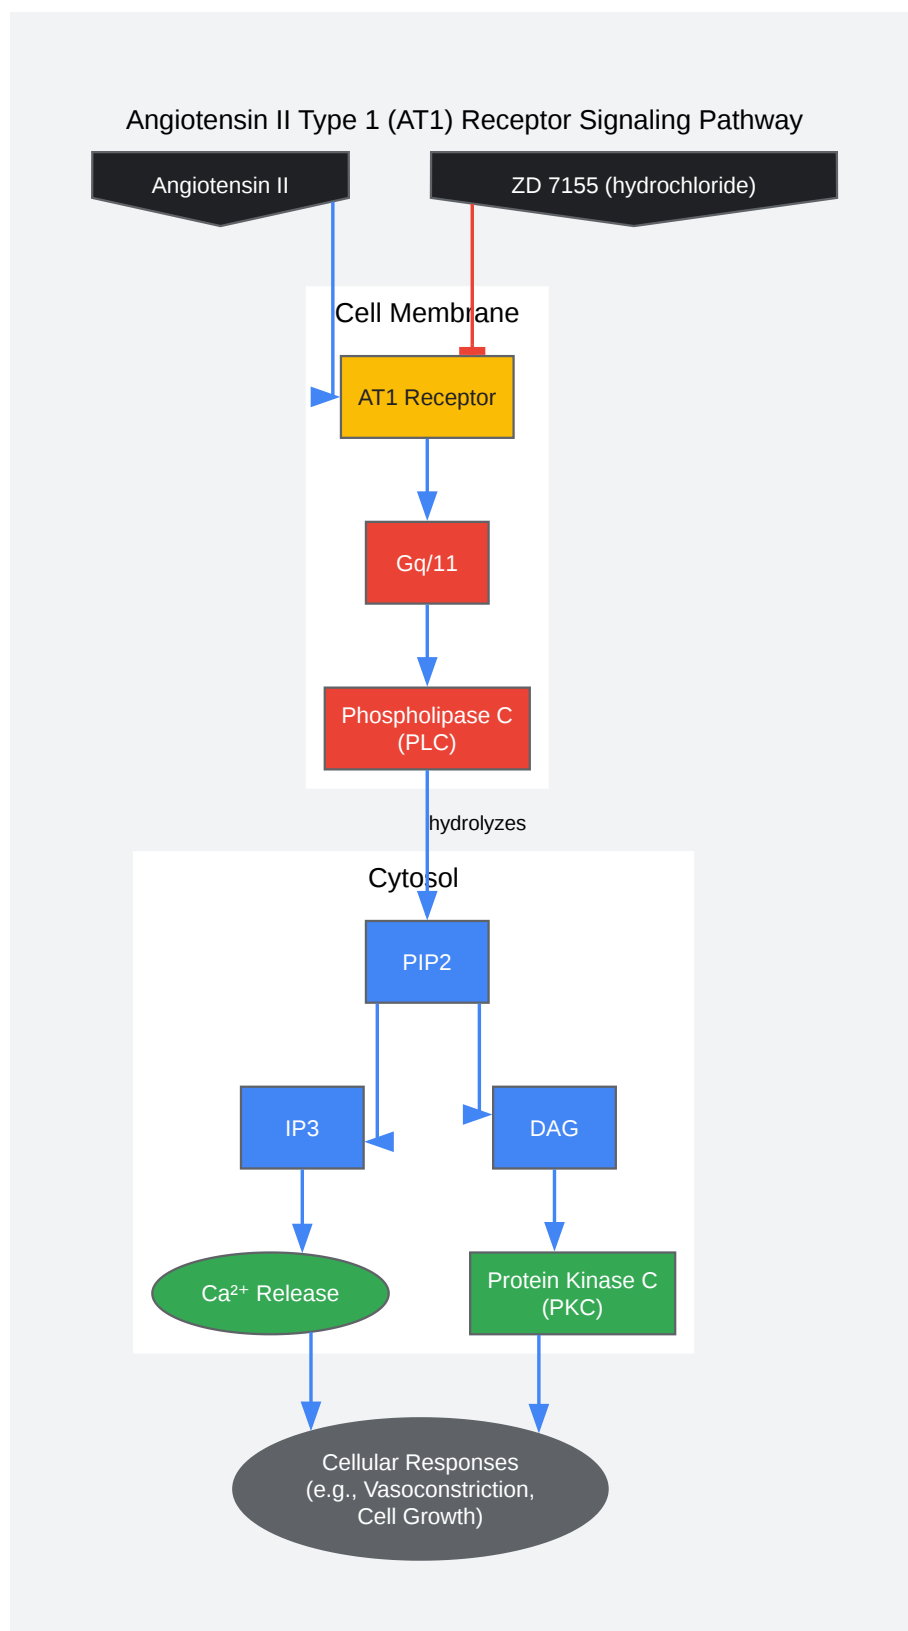 Angiotensin II Type 1 (AT1) Receptor Signaling Pathway
Angiotensin II
ZD 7155 (hydrochloride)
Cell Membrane
AT1 Receptor
Gq/11
Phospholipase C
(PLC)
hydrolyzes
Cytosol
PIP2
IP3
DAG
Ca²⁺ Release
Protein Kinase C
(PKC)
Cellular Responses
(e.g., Vasoconstriction,
Cell Growth)